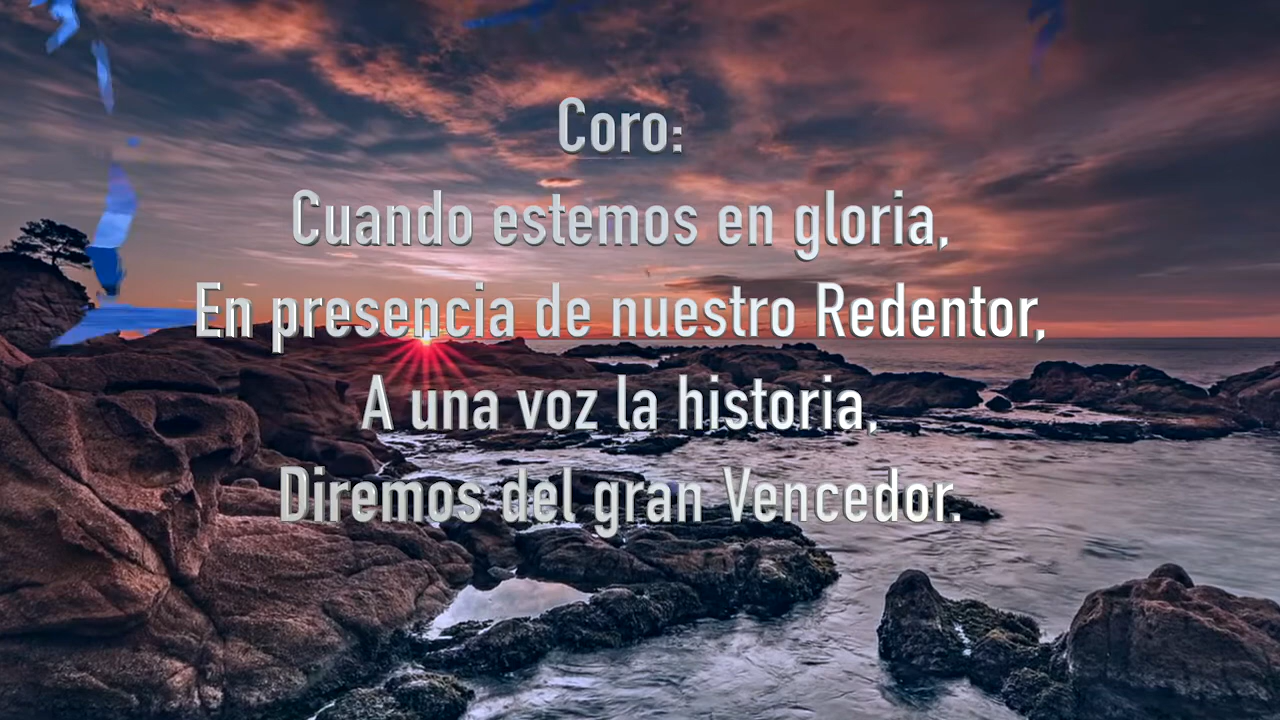 Coro:
Cuando estemos en gloria,
En presencia de nuestro Redentor,
A una voz la historia,
Diremos del gran Vencedor.